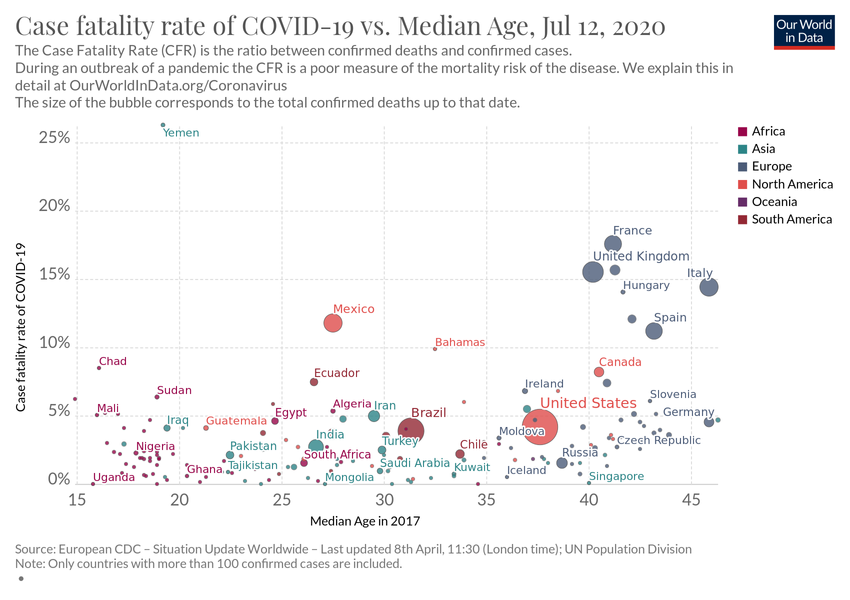 Case fatality rate of COVID-19 vs. Median Age, Jul 12, 2020
Our World
in Data
The Case Fatality Rate (CFR) is the ratio between confirmed deaths and confirmed cases.
During an outbreak of a pandemic the CFR is a poor measure of the mortality risk of the disease. We explain this in
detail at OurWorldInData.org/Coronavirus
The size of the bubble corresponds to the total confirmed deaths up to that date.
25%
Yemen
Africa
Asia
Europe
North America
Oceania
South America
20%
France
United Kingdom
15%
Italy
Hungary
Mexico
Spain
10%
Bahamas
Chad
Canada
Ecuador
Sudan
Ireland
Slovenia
5%
Mali
Iraq
Guatemala
Egypt
Algeria
Iran
Brazil
United States
Germany
Nigeria
Pakistan
India
Turkey
Chile
Moldova
Czech Republic
South Africa
Russia
Uganda
Ghana
Tajikistan
Mongolia
Saudi Arabia
Kuwait
Iceland
Singapore
0%
15
20
25
30
35
40
45
Case fatality rate of COVID-19
Median Age in 2017
Source: European CDC – Situation Update Worldwide – Last updated 8th April, 11:30 (London time); UN Population Division
Note: Only countries with more than 100 confirmed cases are included.